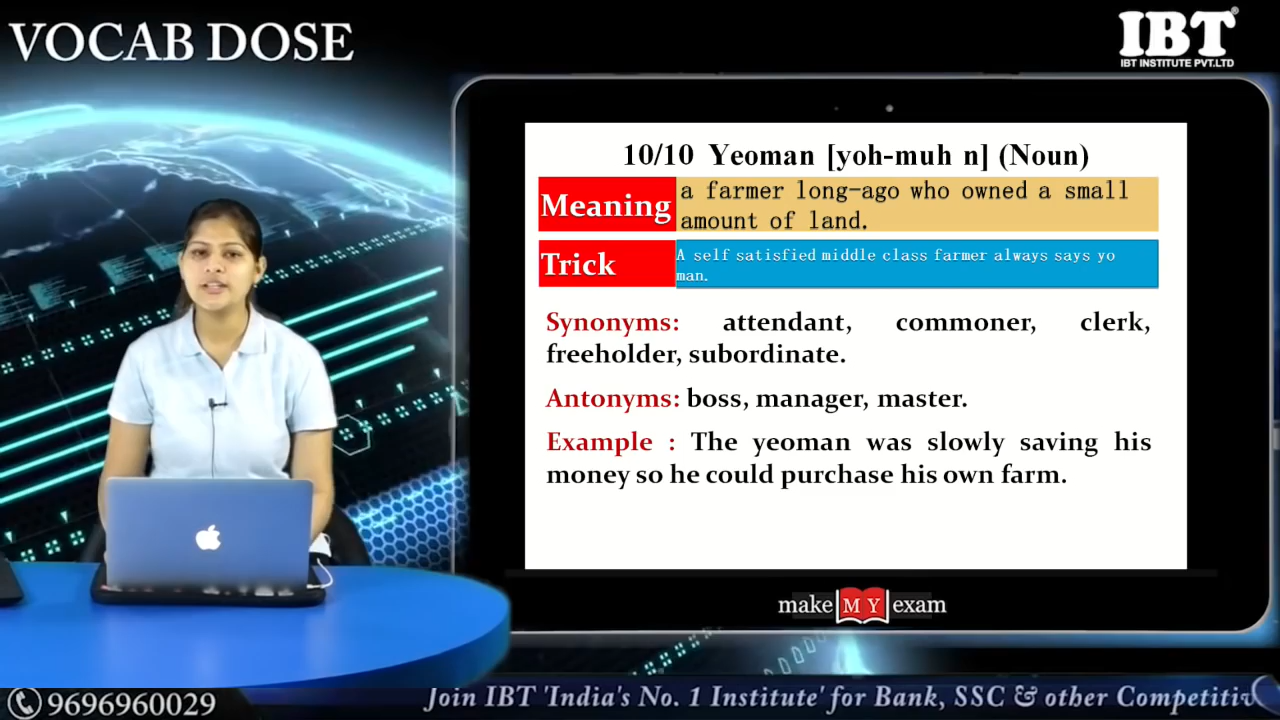 VOCAB DOSE
IBT®
IBT INSTITUTE PVT.LTD
10/10 Yeoman [yoh-muh n] (Noun)
Meaning
a farmer long-ago who owned a small
amount of land.
Trick
A self satisfied middle class farmer always says yo
man.
Synonyms: attendant, commoner, clerk,
freeholder, subordinate.
Antonyms: boss, manager, master.
Example : The yeoman was slowly saving his
money so he could purchase his own farm.
make MY exam
9696960029
Join IBT 'India's No. 1 Institute' for Bank, SSC & other Competitiv